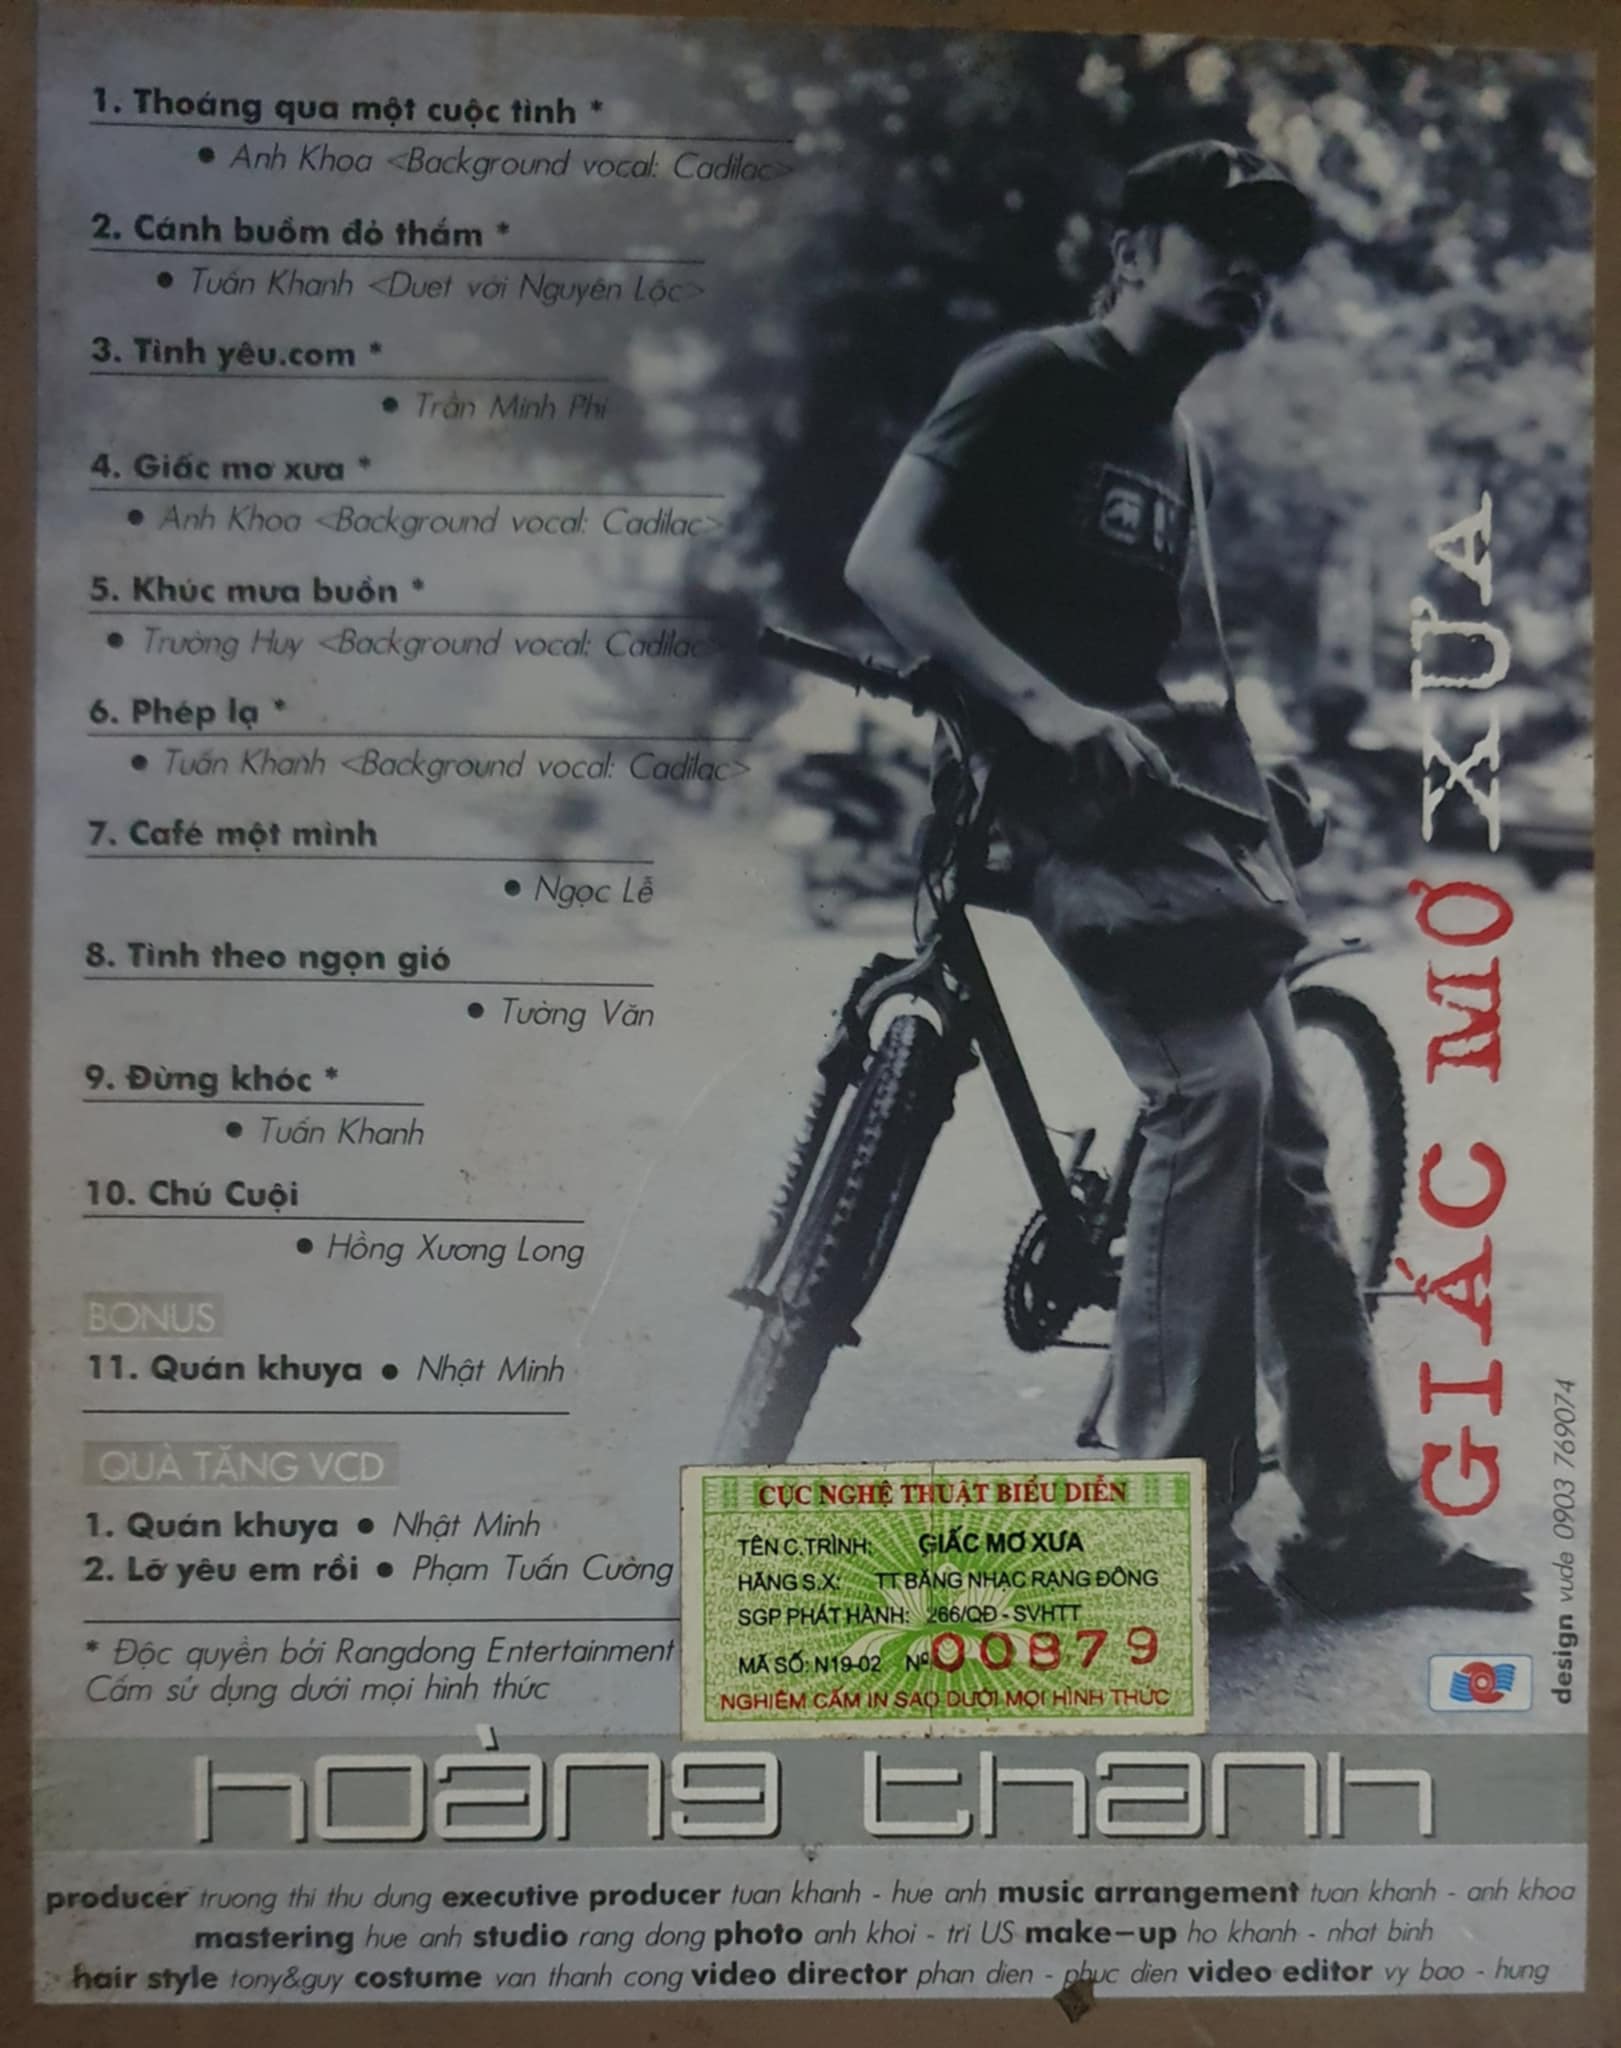 1. Thoáng qua một cuộc tình *
• Anh Khoa <Background vocal: Cadilac>
2. Cánh buồm đỏ thắm *
• Tuấn Khanh <Duet với Nguyên Lộc>
3. Tình yêu.com *
• Trần Minh Phi
4. Giấc mơ xưa *
• Anh Khoa <Background vocal: Cadilac>
5. Khúc mưa buồn *
• Trường Huy <Background vocal: Cadilac>
6. Phép lạ *
• Tuấn Khanh <Background vocal: Cadilac>
7. Café một mình
• Ngọc Lễ
8. Tình theo ngọn gió
• Tường Văn
9. Đừng khóc *
• Tuấn Khanh
10. Chú Cuội
• Hồng Xương Long
BONUS
11. Quán khuya • Nhật Minh
QUÀ TẶNG VCD
1. Quán khuya • Nhật Minh
2. Lỡ yêu em rồi • Phạm Tuấn Cường
* Độc quyền bởi Rangdong Entertainment
Cấm sử dụng dưới mọi hình thức
GIẤC MƠ XƯA
design vude 0903 769074
CỤC NGHỆ THUẬT BIỂU DIỄN
TÊN C.TRÌNH: GIẤC MƠ XƯA
HÃNG S.X: TT BĂNG NHẠC RẠNG ĐÔNG
SGP PHÁT HÀNH: 266/QĐ - SVHTT
MÃ SỐ: N19-02 Nº 00879
NGHIÊM CẤM IN SAO DƯỚI MỌI HÌNH THỨC
hoàng thanh
producer truong thi thu dung executive producer tuan khanh - hue anh music arrangement tuan khanh - anh khoa
mastering hue anh studio rang dong photo anh khoi - tri US make-up ho khanh - nhat binh
hair style tony&guy costume van thanh cong video director phan dien - phuc dien video editor vy bao - hung